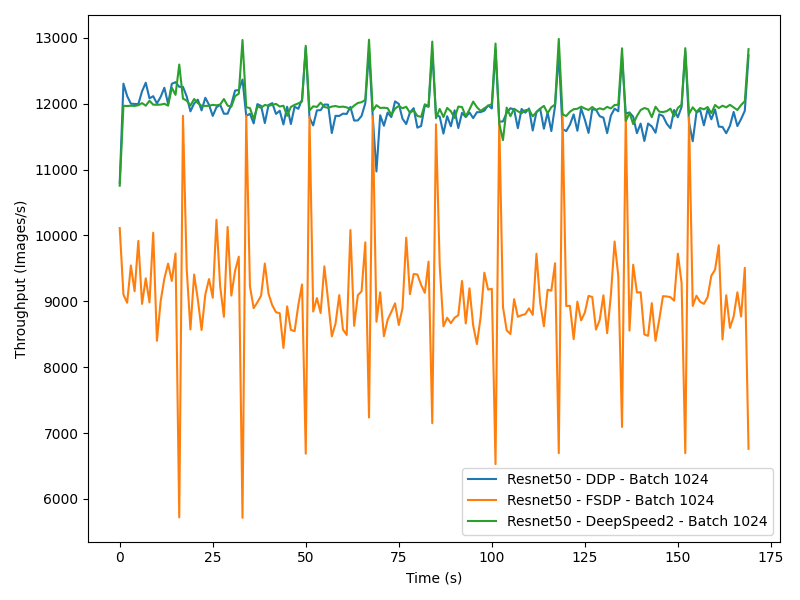 13000
12000
11000
10000
9000
8000
7000
6000
Throughput (Images/s)
Resnet50 - DDP - Batch 1024
Resnet50 - FSDP - Batch 1024
Resnet50 - DeepSpeed2 - Batch 1024
0 25 50 75 100 125 150 175
Time (s)